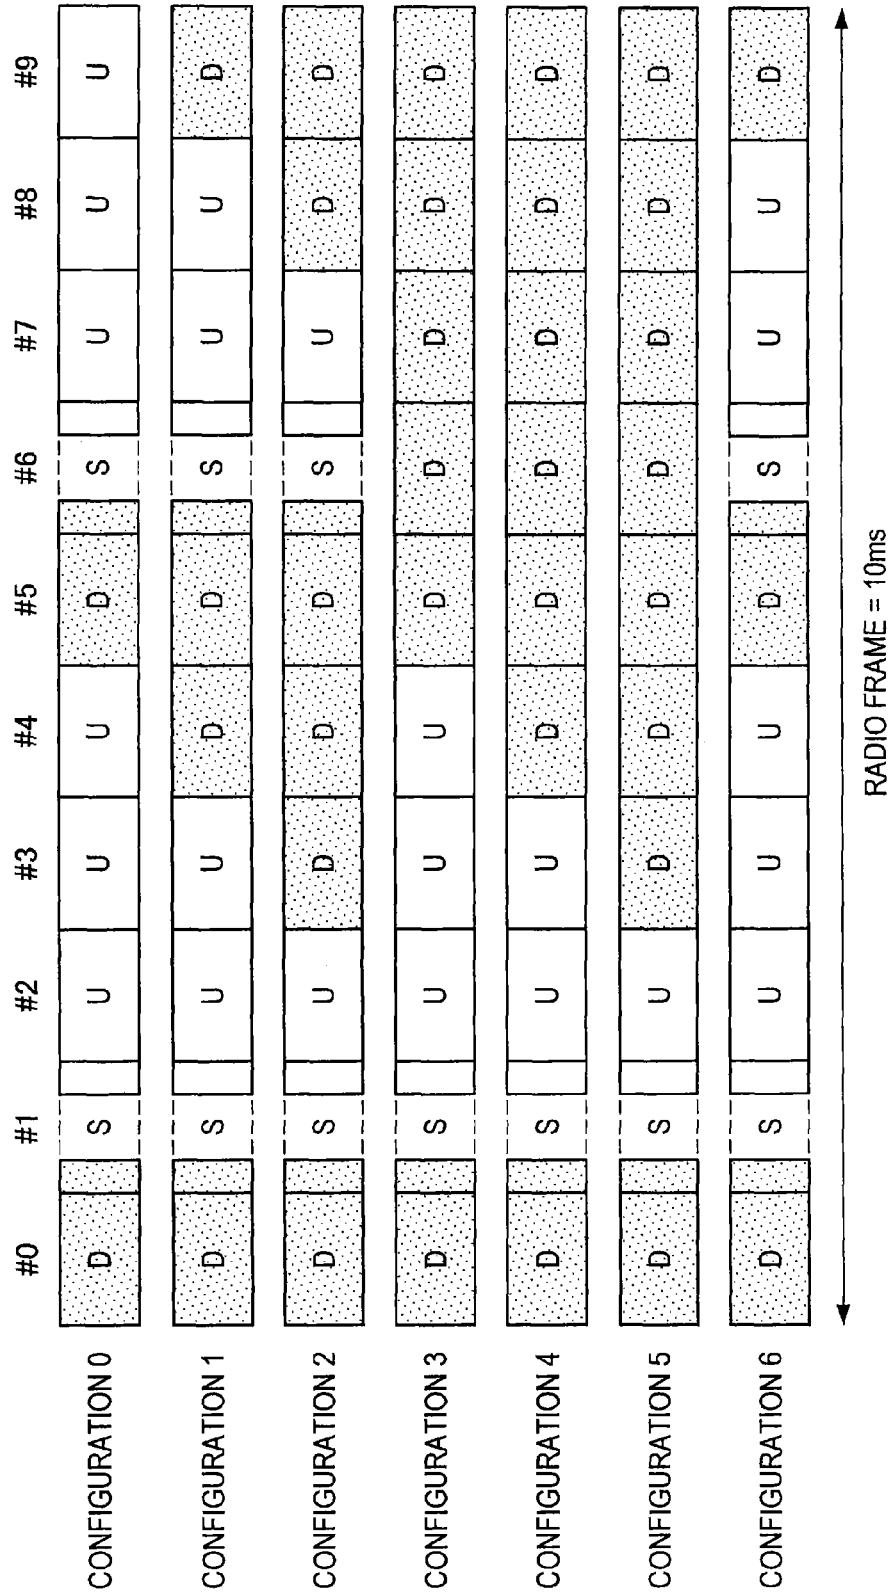 #0 #1 #2 #3 #4 #5 #6 #7 #8 #9
CONFIGURATION 0 D S U U U D S U U U
CONFIGURATION 1 D S U U D D S U U D
CONFIGURATION 2 D S U D D D S U D D
CONFIGURATION 3 D S U U U D D D D D
CONFIGURATION 4 D S U U D D D D D D
CONFIGURATION 5 D S U D D D D D D D
CONFIGURATION 6 D S U U U D S U U D
RADIO FRAME = 10ms